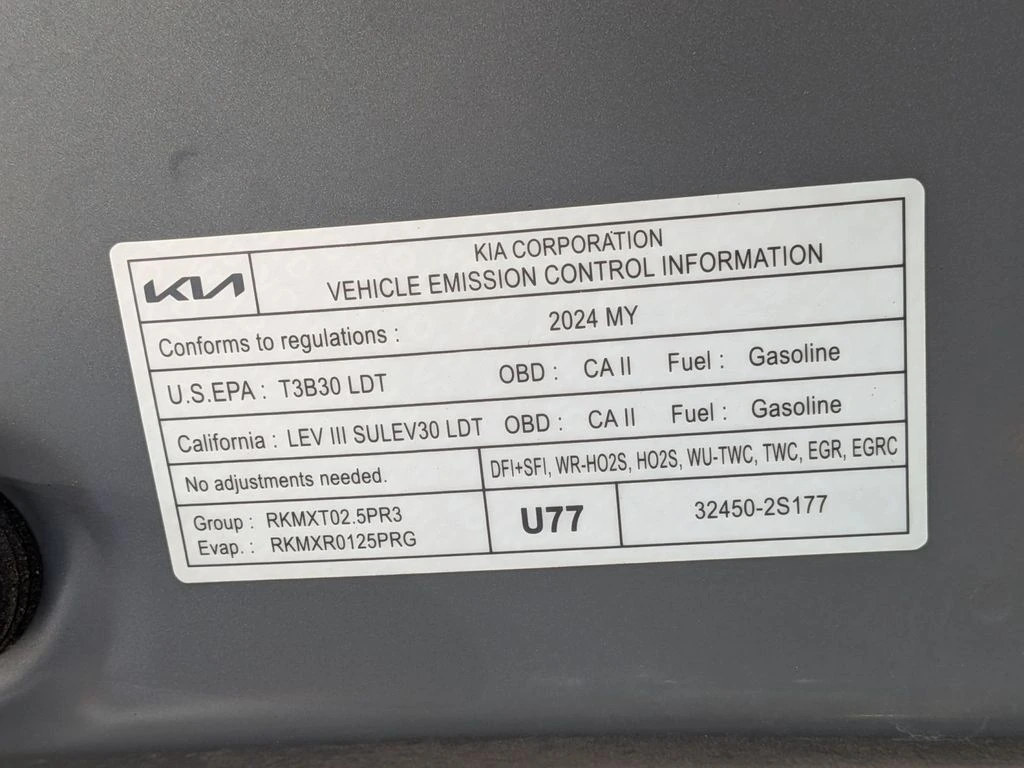 KIA
KIA CORPORATION
VEHICLE EMISSION CONTROL INFORMATION
Conforms to regulations : 2024 MY
U.S.EPA : T3B30 LDT OBD : CA II Fuel : Gasoline
California : LEV III SULEV30 LDT OBD : CA II Fuel : Gasoline
No adjustments needed. DFI+SFI, WR-HO2S, HO2S, WU-TWC, TWC, EGR, EGRC
Group : RKMXT02.5PR3
Evap. : RKMXR0125PRG
U77
32450-2S177